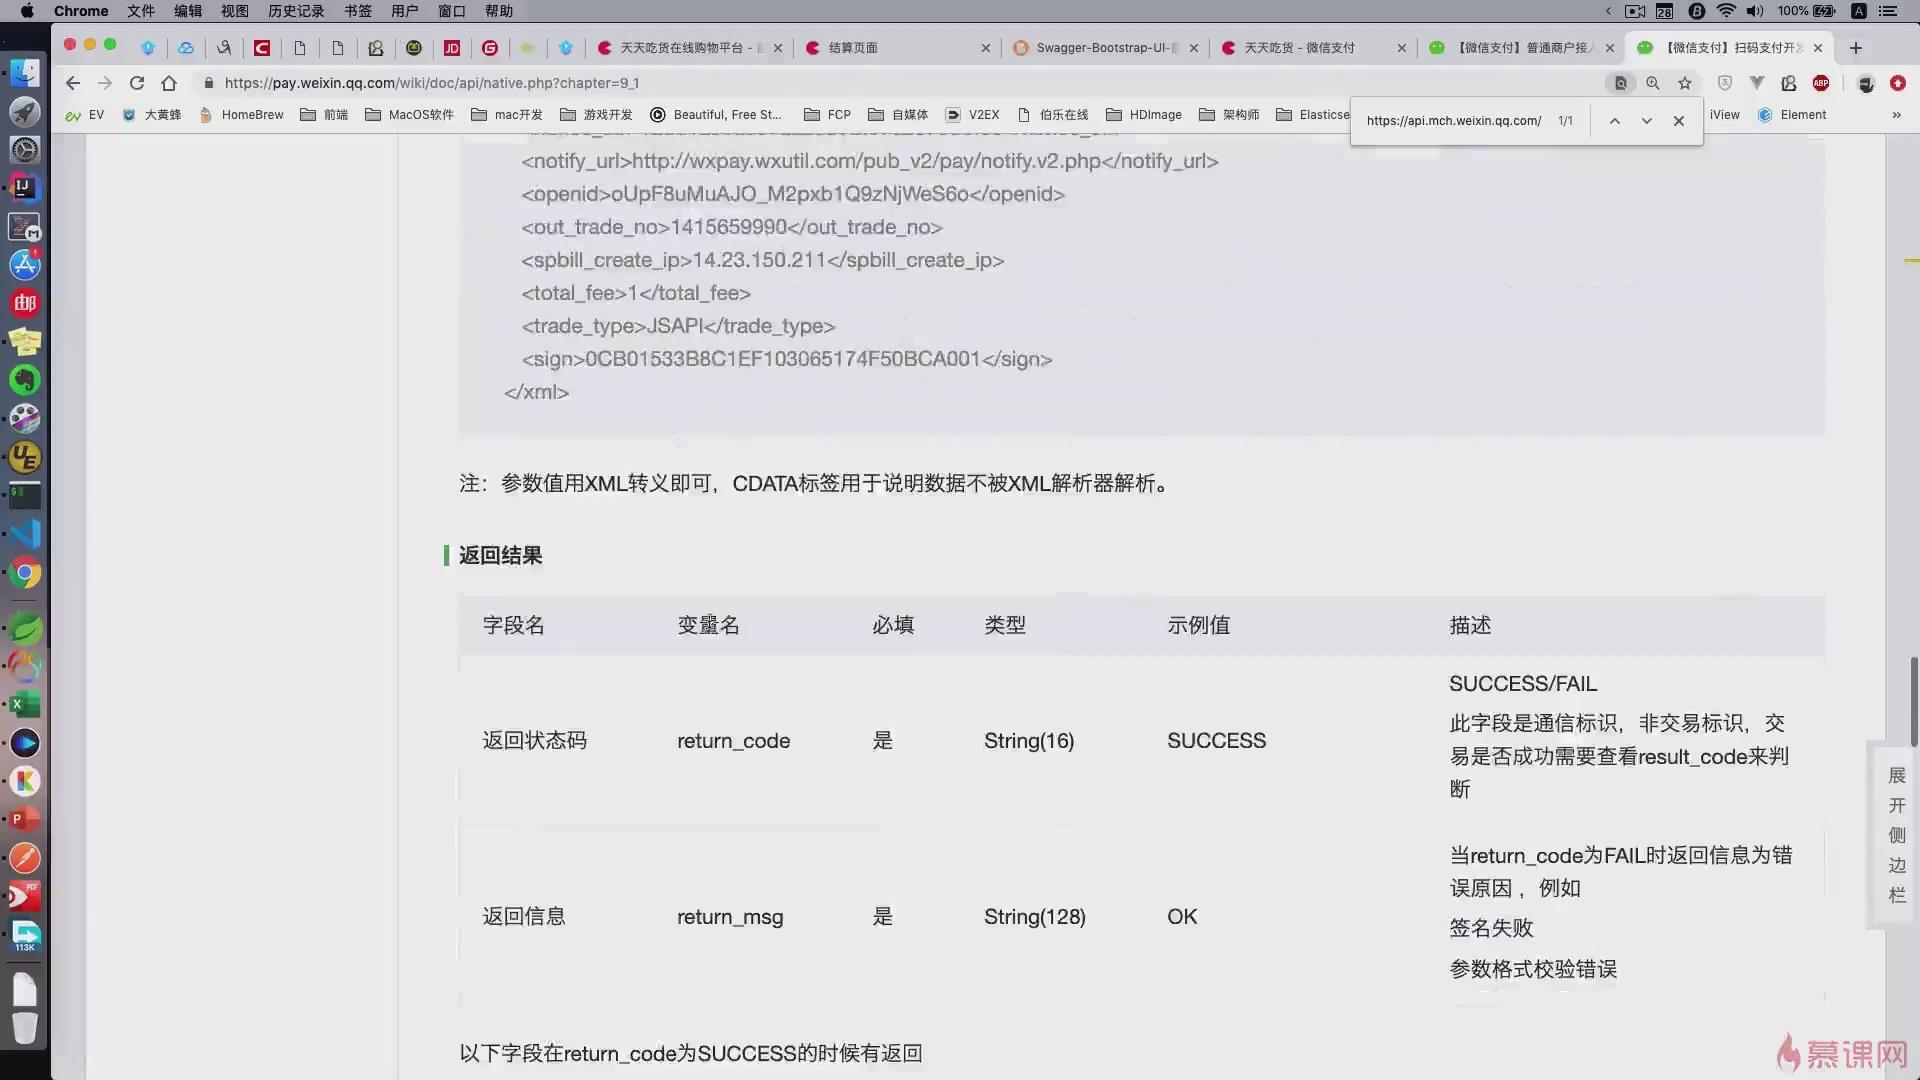 Chrome 文件 编辑 视图 历史记录 书签 用户 窗口 帮助
28 100% A
天天吃货在线购物平台 -
结算页面
Swagger-Bootstrap-UI-
天天吃货 - 微信支付
【微信支付】普通商户接入
【微信支付】扫码支付开发
https://pay.weixin.qq.com/wiki/doc/api/native.php?chapter=9_1
EV 大黄蜂 HomeBrew 前端 MacOS软件 mac开发 游戏开发 Beautiful, Free St... FCP 自媒体 V2EX 伯乐在线 HDImage 架构师 Elasticse iView Element
https://api.mch.weixin.qq.com/ 1/1
<notify_url>http://wxpay.wxutil.com/pub_v2/pay/notify.v2.php</notify_url>
<openid>oUpF8uMuAJO_M2pxb1Q9zNjWeS6o</openid>
<out_trade_no>1415659990</out_trade_no>
<spbill_create_ip>14.23.150.211</spbill_create_ip>
<total_fee>1</total_fee>
<trade_type>JSAPI</trade_type>
<sign>0CB01533B8C1EF103065174F50BCA001</sign>
</xml>
注：参数值用XML转义即可，CDATA标签用于说明数据不被XML解析器解析。
返回结果
字段名 变量名 必填 类型 示例值 描述
返回状态码 return_code 是 String(16) SUCCESS
SUCCESS/FAIL
此字段是通信标识，非交易标识，交
易是否成功需要查看result_code来判
断
返回信息 return_msg 是 String(128) OK
当return_code为FAIL时返回信息为错
误原因 ，例如
签名失败
参数格式校验错误
以下字段在return_code为SUCCESS的时候有返回
展开侧边栏
慕课网